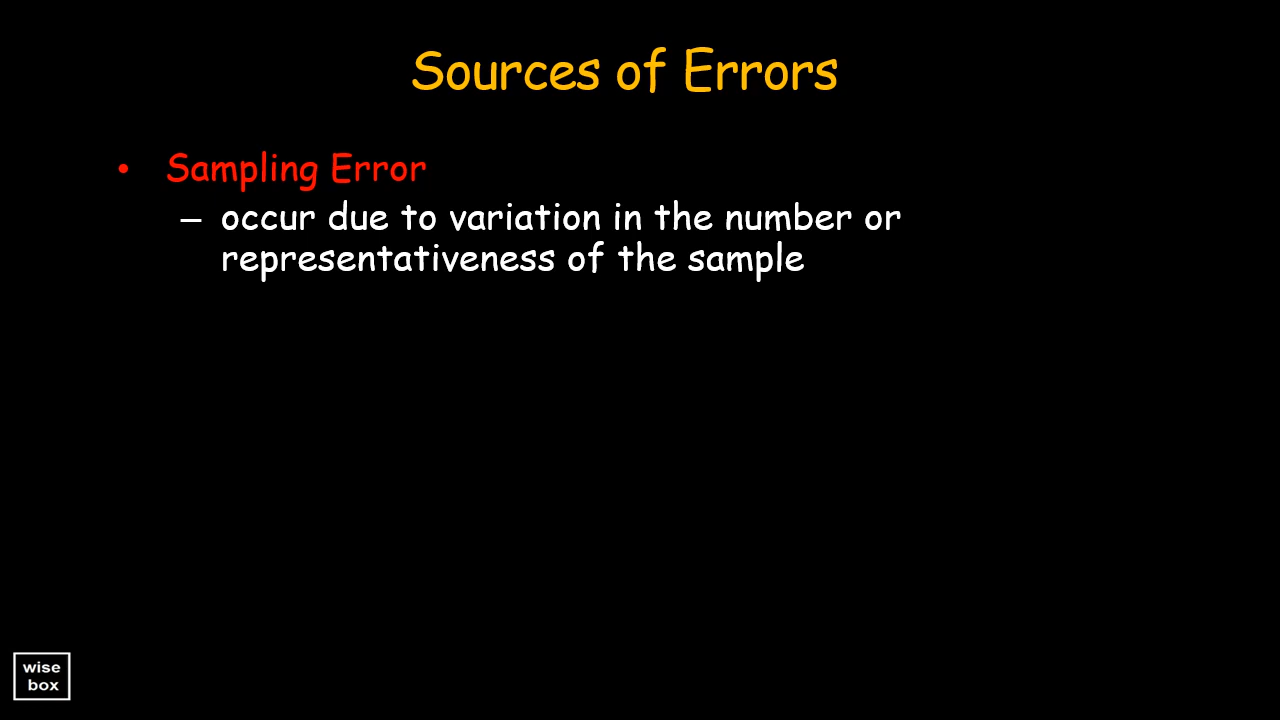 Sources of Errors
• Sampling Error
– occur due to variation in the number or
representativeness of the sample
wise
box